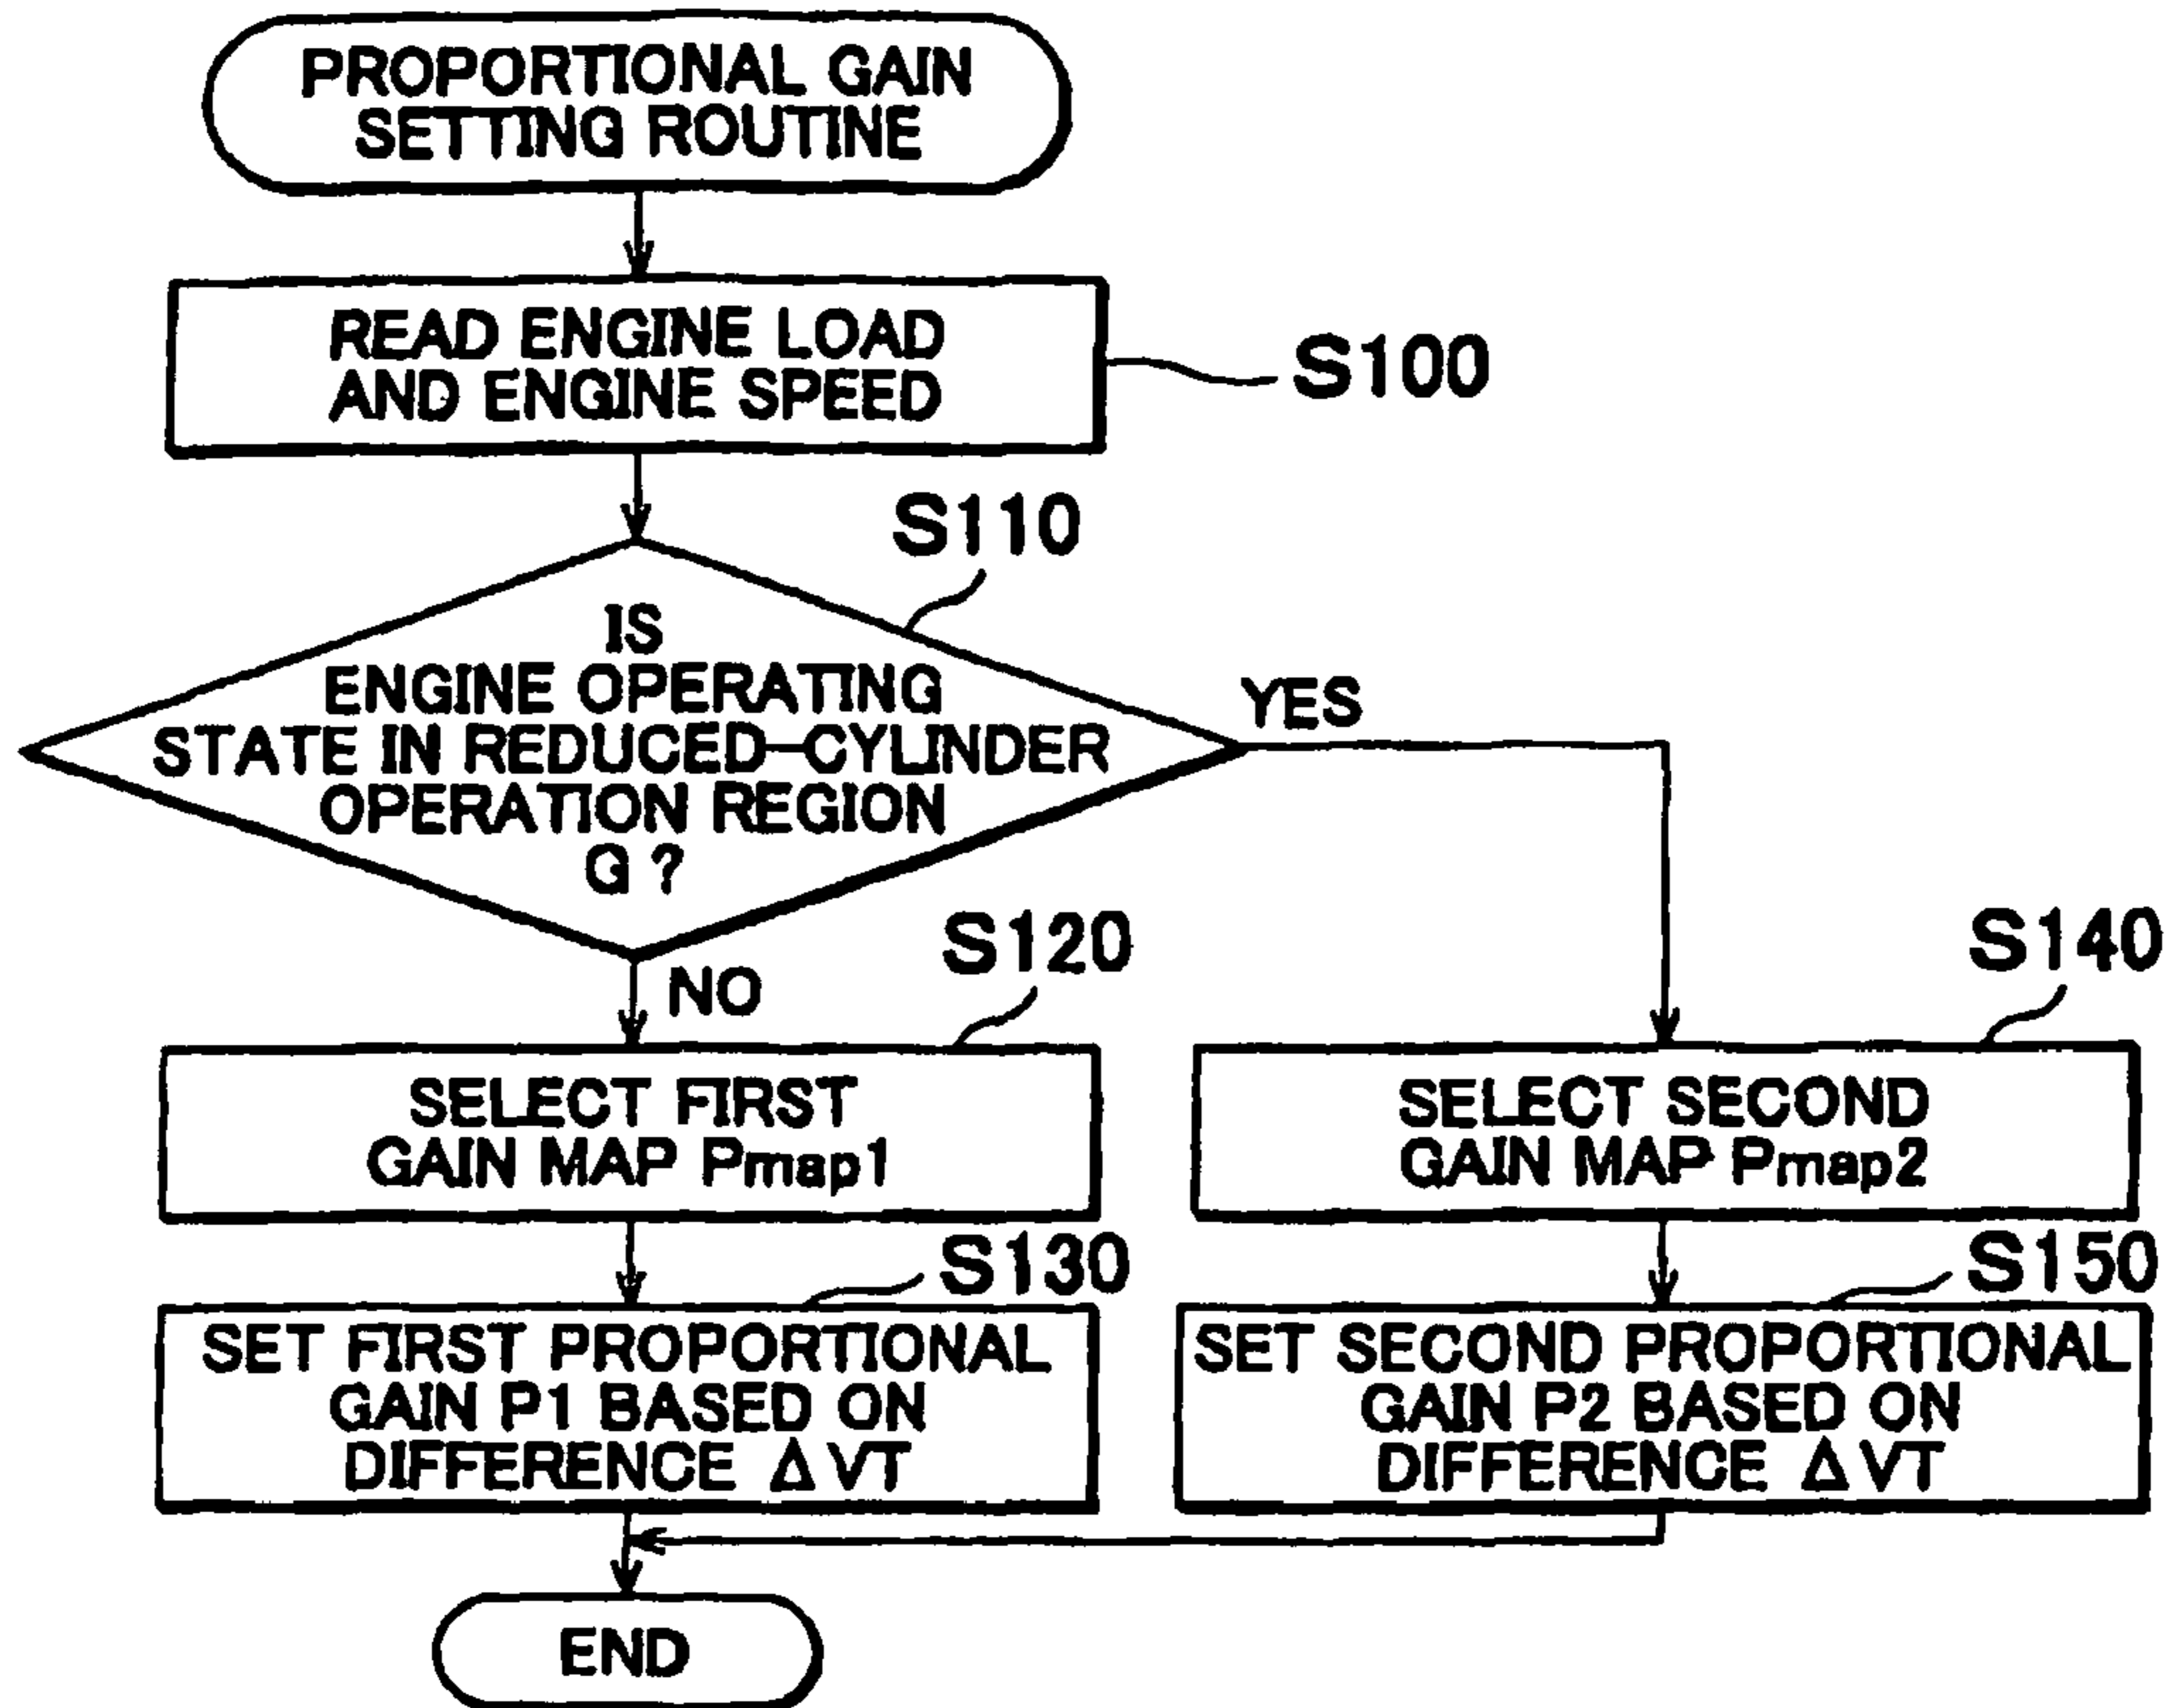 PROPORTIONAL GAIN
SETTING ROUTINE
READ ENGINE LOAD
AND ENGINE SPEED
S100
S110
IS
ENGINE OPERATING
STATE IN REDUCED-CYLINDER
OPERATION REGION
G ?
YES
NO
S120
SELECT FIRST
GAIN MAP Pmap1
S140
SELECT SECOND
GAIN MAP Pmap2
S130
SET FIRST PROPORTIONAL
GAIN P1 BASED ON
DIFFERENCE ΔVT
S150
SET SECOND PROPORTIONAL
GAIN P2 BASED ON
DIFFERENCE ΔVT
END